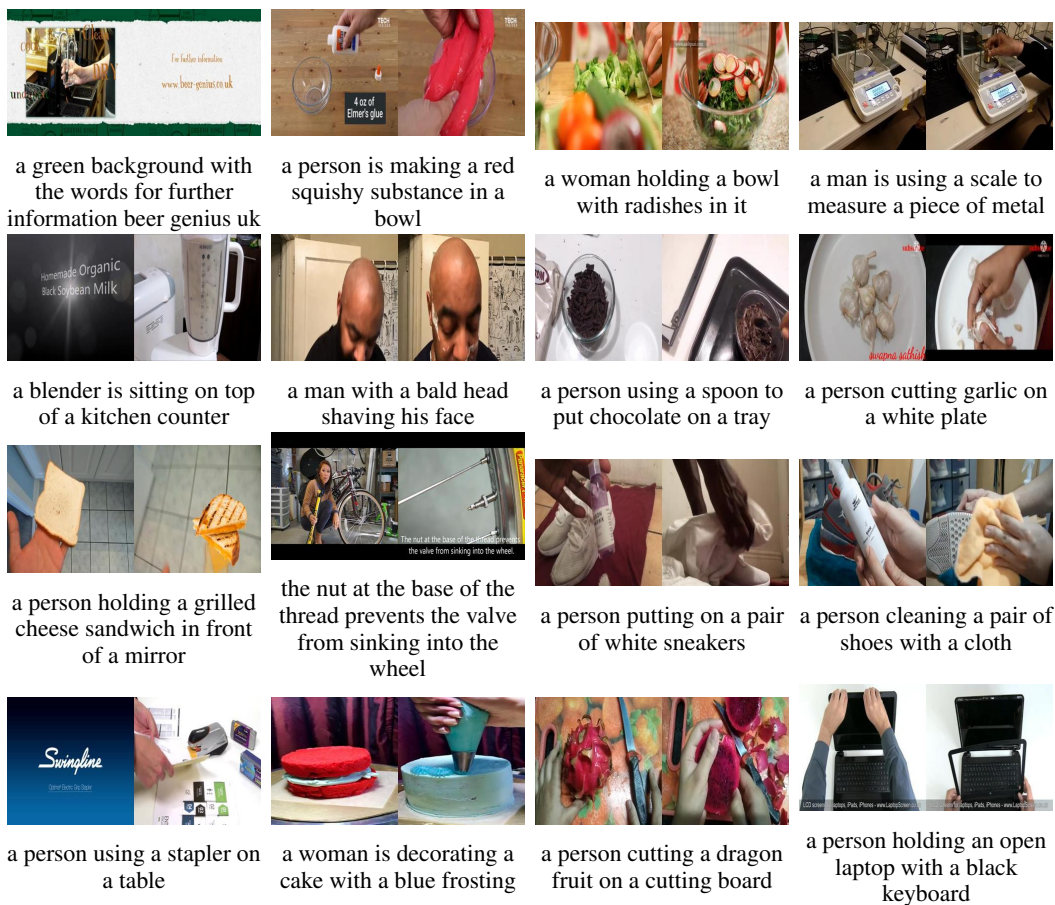 For further information
www.beer-genius.co.uk
TECH
4 oz of
Elmer's glue
TECH
a green background with
the words for further
information beer genius uk
a person is making a red
squishy substance in a
bowl
a woman holding a bowl
with radishes in it
a man is using a scale to
measure a piece of metal
Homemade Organic
Black Soybean Milk
swapna sathish
a blender is sitting on top
of a kitchen counter
a man with a bald head
shaving his face
a person using a spoon to
put chocolate on a tray
a person cutting garlic on
a white plate
The nut at the base of the thread prevents
the valve from sinking into the wheel.
a person holding a grilled
cheese sandwich in front
of a mirror
the nut at the base of the
thread prevents the valve
from sinking into the
wheel
a person putting on a pair
of white sneakers
a person cleaning a pair of
shoes with a cloth
Swingline
Optima® Electric Grip Stapler
a person using a stapler on
a table
a woman is decorating a
cake with a blue frosting
a person cutting a dragon
fruit on a cutting board
a person holding an open
laptop with a black
keyboard